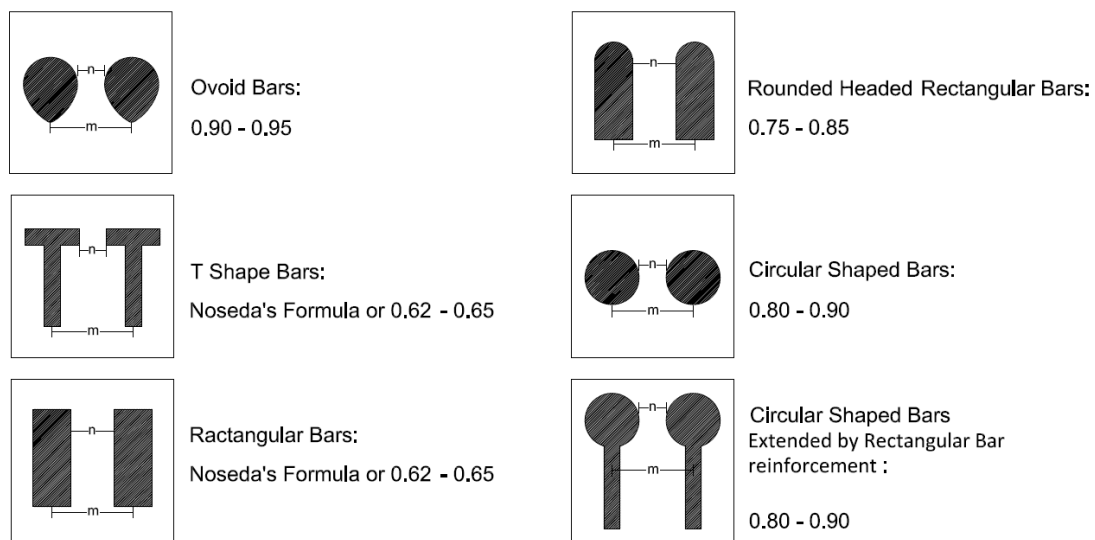 n
m
Ovoid Bars:
0.90 - 0.95
n
m
Rounded Headed Rectangular Bars:
0.75 - 0.85
n
m
T Shape Bars:
Noseda's Formula or 0.62 - 0.65
n
m
Circular Shaped Bars:
0.80 - 0.90
n
m
Ractangular Bars:
Noseda's Formula or 0.62 - 0.65
n
m
Circular Shaped Bars
Extended by Rectangular Bar
reinforcement :
0.80 - 0.90